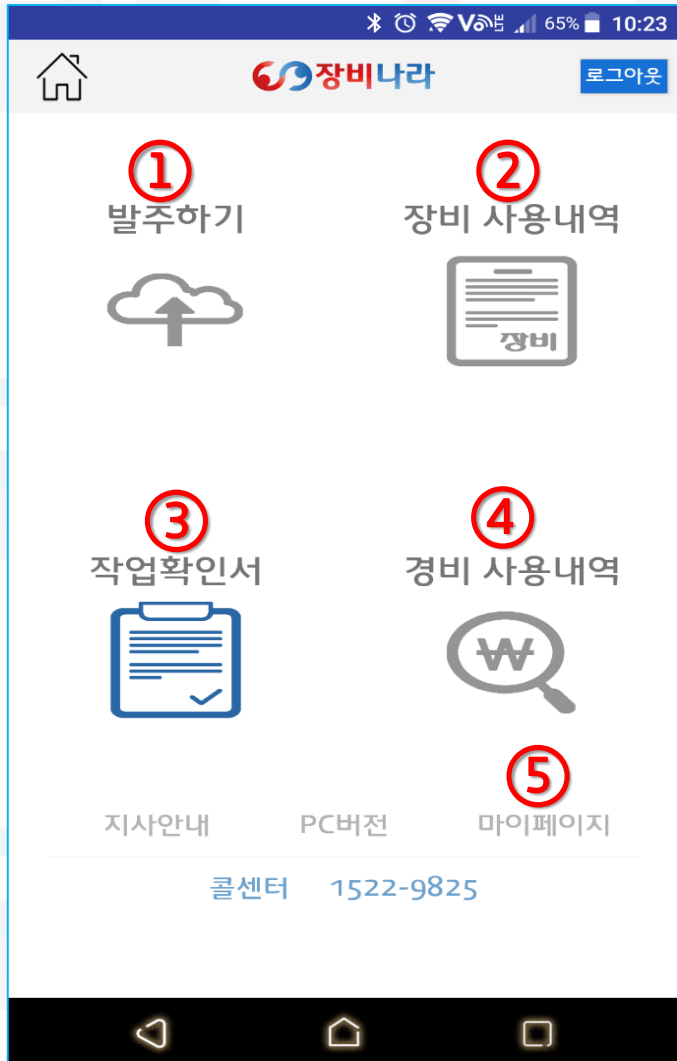 65% 10:23
장비나라 로그아웃
① ②
발주하기 장비 사용내역
장비
③ ④
작업확인서 경비 사용내역
₩
⑤
지사안내 PC버전 마이페이지
콜센터 1522-9825